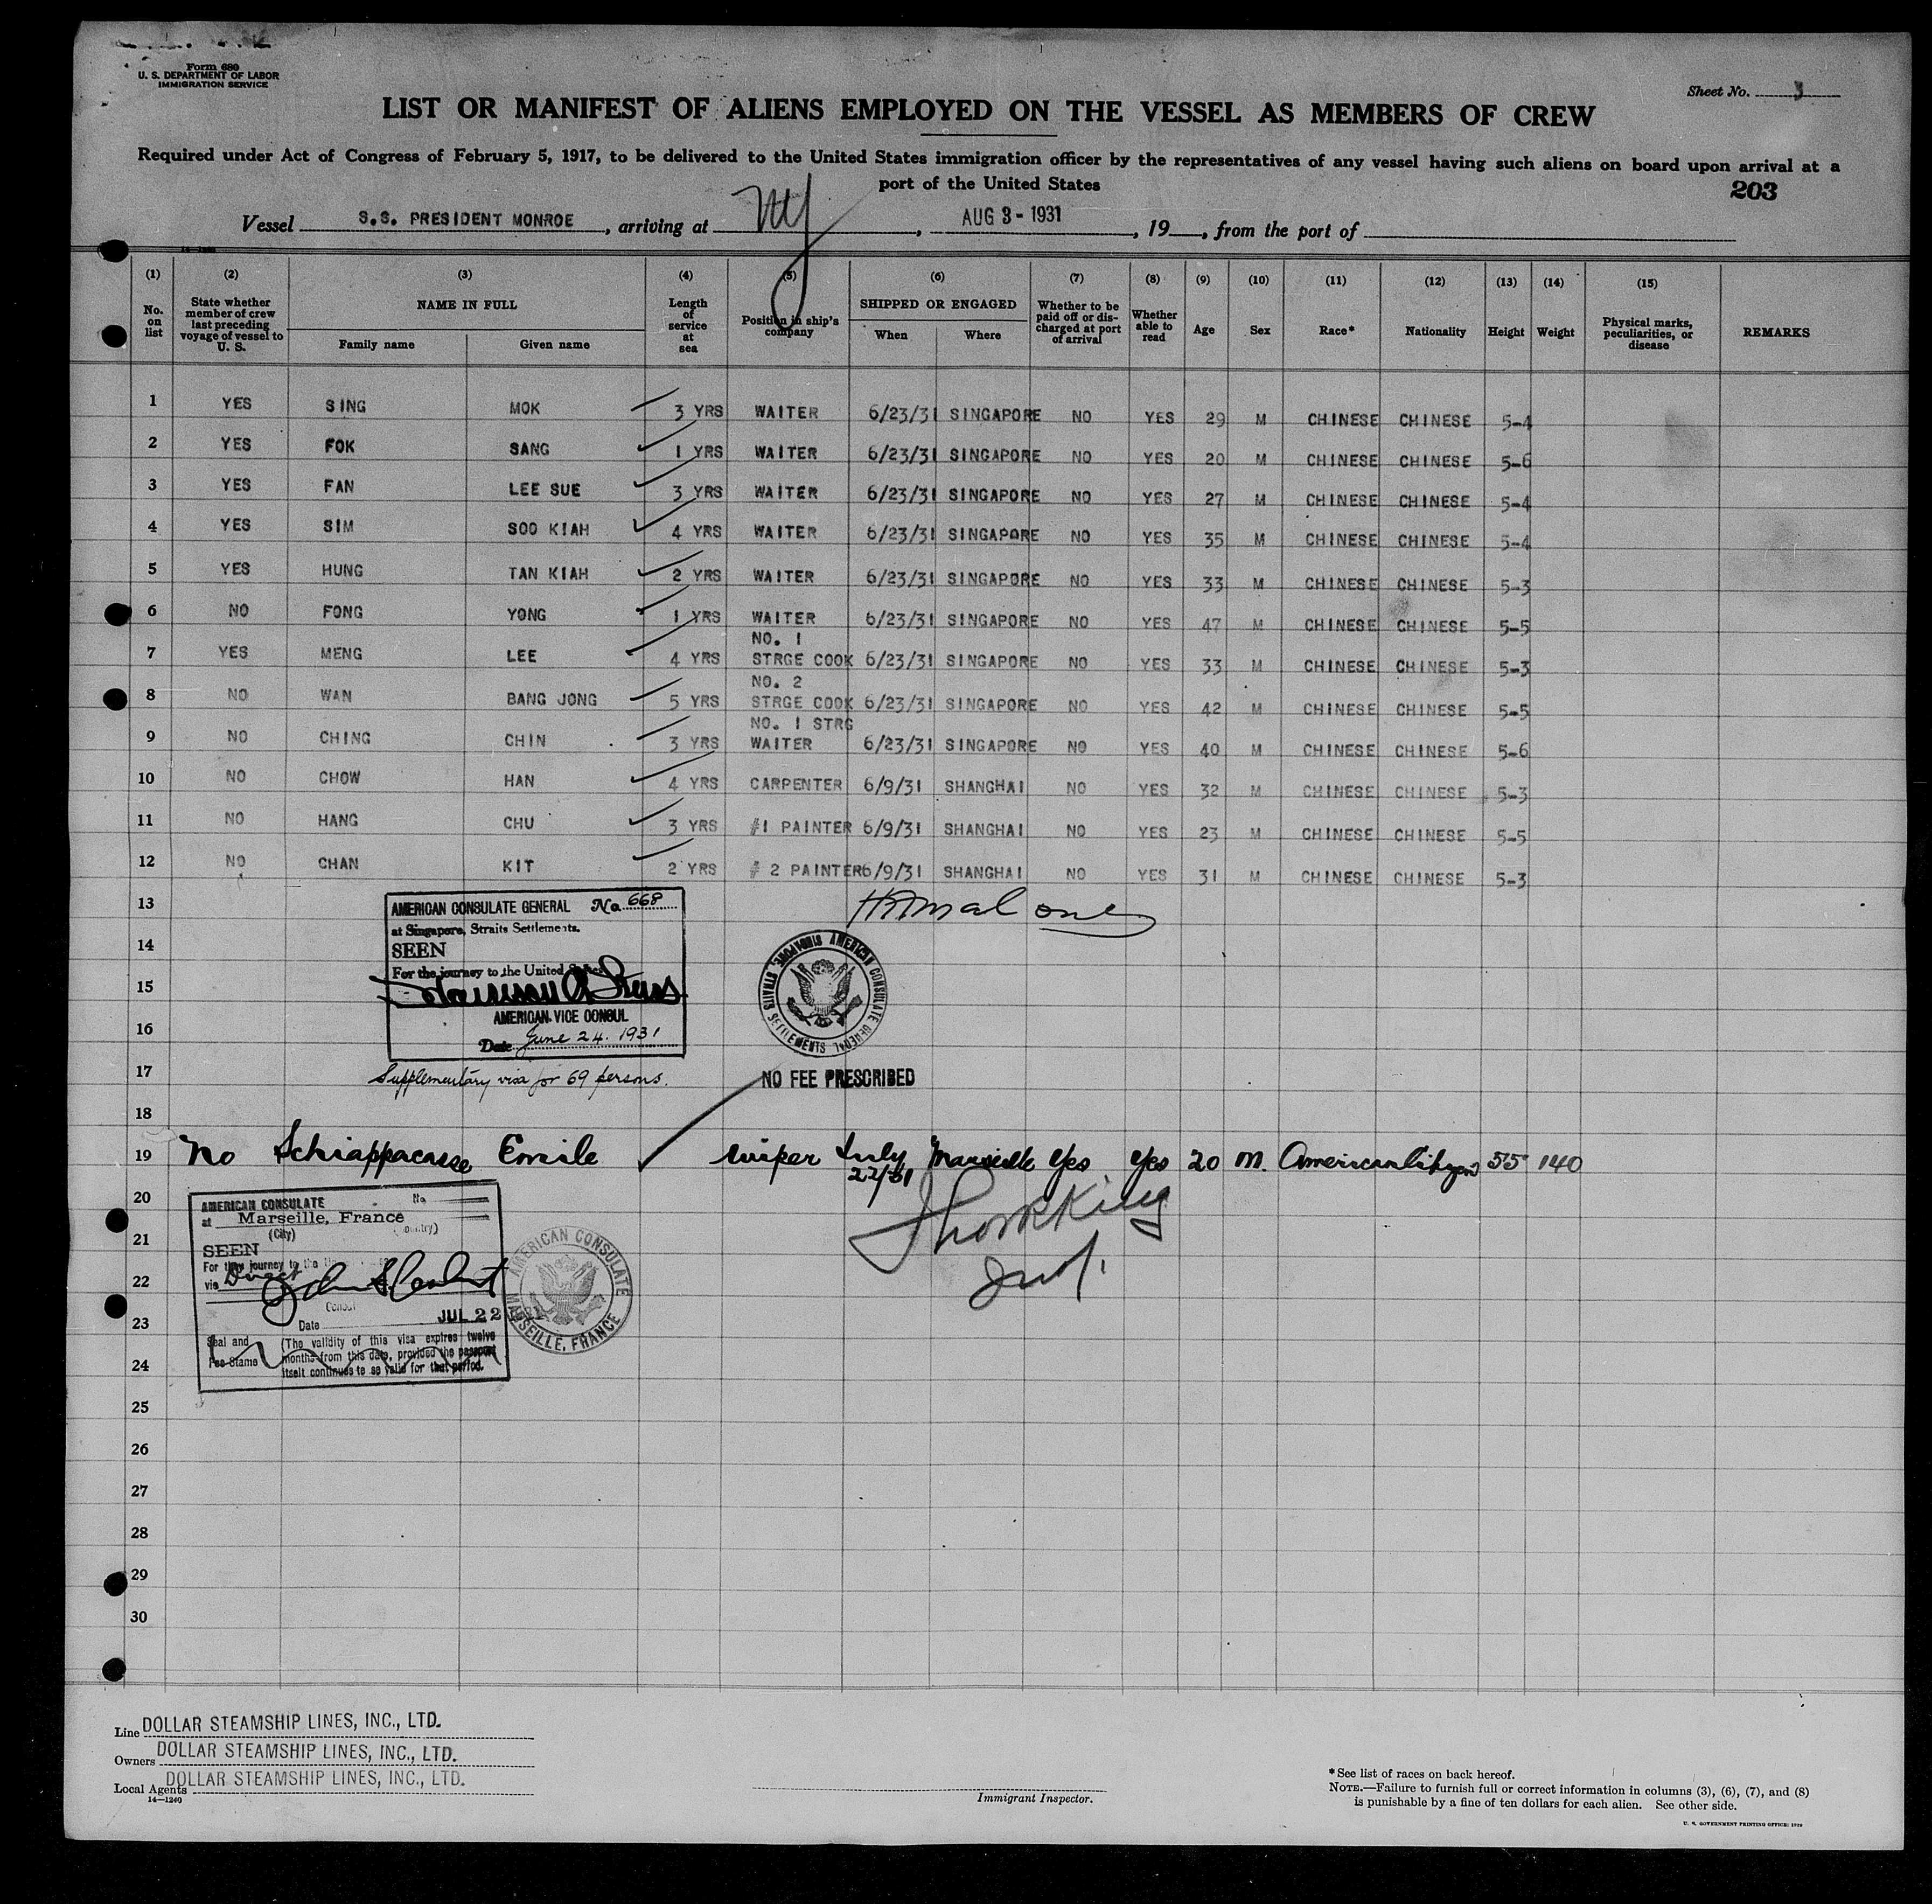 Form 680
U. S. DEPARTMENT OF LABOR
IMMIGRATION SERVICE
Sheet No. 3
LIST OR MANIFEST OF ALIENS EMPLOYED ON THE VESSEL AS MEMBERS OF CREW
Required under Act of Congress of February 5, 1917, to be delivered to the United States immigration officer by the representatives of any vessel having such aliens on board upon arrival at a
port of the United States
203
Vessel S.S. PRESIDENT MONROE, arriving at NY, AUG 3 - 1931, 19, from the port of
14—1240
(1) (2) (3) (4) (5) (6) (7) (8) (9) (10) (11) (12) (13) (14) (15)
No. on list State whether member of crew last preceding voyage of vessel to U. S. NAME IN FULL Family name Given name Length of service at sea Position in ship's company SHIPPED OR ENGAGED When Where Whether to be paid off or discharged at port of arrival Whether able to read Age Sex Race* Nationality Height Weight Physical marks, peculiarities, or disease REMARKS
1 YES SING MOK 3 YRS WAITER 6/23/31 SINGAPORE NO YES 29 M CHINESE CHINESE 5-4
2 YES FOK SANG 1 YRS WAITER 6/23/31 SINGAPORE NO YES 20 M CHINESE CHINESE 5-6
3 YES FAN LEE SUE 3 YRS WAITER 6/23/31 SINGAPORE NO YES 27 M CHINESE CHINESE 5-4
4 YES SIM SOO KIAH 4 YRS WAITER 6/23/31 SINGAPORE NO YES 35 M CHINESE CHINESE 5-4
5 YES HUNG TAN KIAH 2 YRS WAITER 6/23/31 SINGAPORE NO YES 33 M CHINESE CHINESE 5-3
6 NO FONG YONG 1 YRS WAITER 6/23/31 SINGAPORE NO YES 47 M CHINESE CHINESE 5-5
7 YES MENG LEE 4 YRS NO. 1 STRGE COOK 6/23/31 SINGAPORE NO YES 33 M CHINESE CHINESE 5-3
8 NO WAN BANG JONG 5 YRS NO. 2 STRGE COOK 6/23/31 SINGAPORE NO YES 42 M CHINESE CHINESE 5-5
9 NO CHING CHIN 3 YRS NO. 1 STRG WAITER 6/23/31 SINGAPORE NO YES 40 M CHINESE CHINESE 5-6
10 NO CHOW HAN 4 YRS CARPENTER 6/9/31 SHANGHAI NO YES 32 M CHINESE CHINESE 5-3
11 NO HANG CHU 3 YRS #1 PAINTER 6/9/31 SHANGHAI NO YES 23 M CHINESE CHINESE 5-5
12 NO CHAN KIT 2 YRS # 2 PAINTER 6/9/31 SHANGHAI NO YES 31 M CHINESE CHINESE 5-3
13
14
15
16
17
18
AMERICAN CONSULATE GENERAL No. 668
at Singapore, Straits Settlements.
SEEN
For the journey to the United States
AMERICAN VICE CONSUL
Date June 24. 1931
Supplementary visa for 69 persons.
AMERICAN CONSULATE GENERAL SINGAPORE, STRAITS SETTLEMENTS
NO FEE PRESCRIBED
19 No Schiappacasse Emile wiper July 22/31 Marseille Yes Yes 20 M. American Citizen 55 140
20
21
22
23
24
AMERICAN CONSULATE No
at Marseille, France
(City) (Country)
SEEN
For the journey to the
via Direct
Consul
Date JUL 22
Seal and Fee Stamp
(The validity of this visa expires twelve
months from this date, provided the passport
itself continues to be valid for that period.
AMERICAN CONSULATE MARSEILLE, FRANCE
25
26
27
28
29
30
Line DOLLAR STEAMSHIP LINES, INC., LTD.
Owners DOLLAR STEAMSHIP LINES, INC., LTD.
Local Agents DOLLAR STEAMSHIP LINES, INC., LTD.
14—1240
Immigrant Inspector.
* See list of races on back hereof.
NOTE.—Failure to furnish full or correct information in columns (3), (6), (7), and (8)
is punishable by a fine of ten dollars for each alien. See other side.
U. S. GOVERNMENT PRINTING OFFICE: 1929